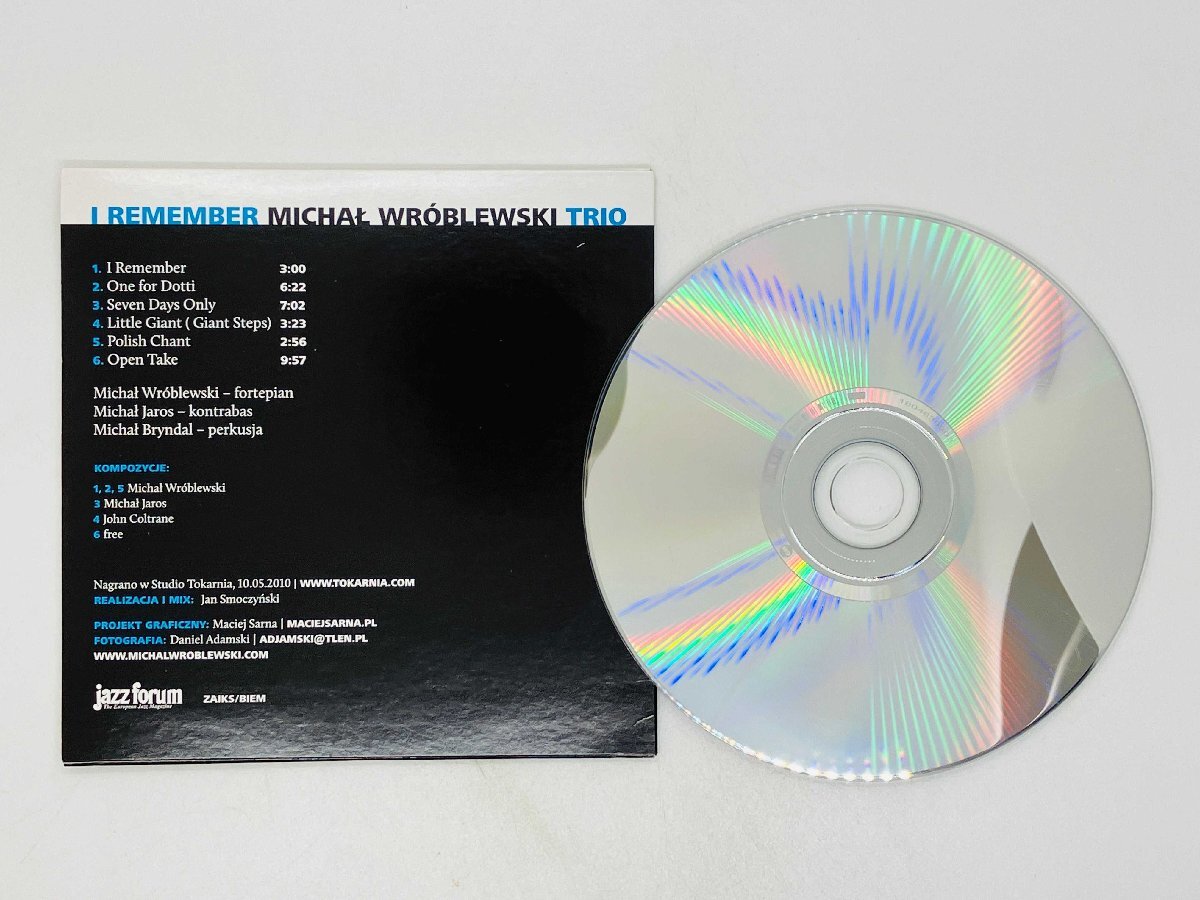 I REMEMBER MICHAŁ WRÓBLEWSKI TRIO
1. I Remember 3:00
2. One for Dotti 6:22
3. Seven Days Only 7:02
4. Little Giant ( Giant Steps) 3:23
5. Polish Chant 2:56
6. Open Take 9:57
Michał Wróblewski – fortepian
Michał Jaros – kontrabas
Michał Bryndal – perkusja
KOMPOZYCJE:
1, 2, 5 Michał Wróblewski
3 Michał Jaros
4 John Coltrane
6 free
Nagrano w Studio Tokarnia, 10.05.2010 | WWW.TOKARNIA.COM
REALIZACJA I MIX: Jan Smoczyński
PROJEKT GRAFICZNY: Maciej Sarna | MACIEJSARNA.PL
FOTOGRAFIA: Daniel Adamski | ADJAMSKI@TLEN.PL
WWW.MICHALWROBLEWSKI.COM
jazz forum ZAIKS/BIEM
The European Jazz Magazine